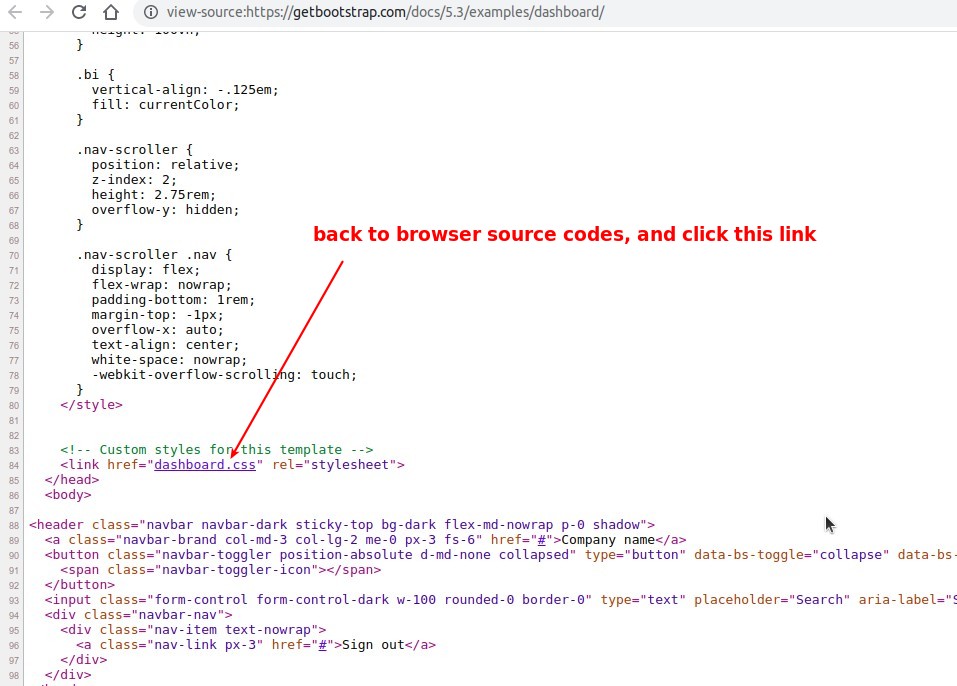 view-source:https://getbootstrap.com/docs/5.3/examples/dashboard/
55 height: 100vh;
56 }
57
58 .bi {
59 vertical-align: -.125em;
60 fill: currentColor;
61 }
62
63 .nav-scroller {
64 position: relative;
65 z-index: 2;
66 height: 2.75rem;
67 overflow-y: hidden;
68 }
69
back to browser source codes, and click this link
70 .nav-scroller .nav {
71 display: flex;
72 flex-wrap: nowrap;
73 padding-bottom: 1rem;
74 margin-top: -1px;
75 overflow-x: auto;
76 text-align: center;
77 white-space: nowrap;
78 -webkit-overflow-scrolling: touch;
79 }
80 </style>
81
82
83 <!-- Custom styles for this template -->
84 <link href="dashboard.css" rel="stylesheet">
85 </head>
86 <body>
87
88 <header class="navbar navbar-dark sticky-top bg-dark flex-md-nowrap p-0 shadow">
89 <a class="navbar-brand col-md-3 col-lg-2 me-0 px-3 fs-6" href="#">Company name</a>
90 <button class="navbar-toggler position-absolute d-md-none collapsed" type="button" data-bs-toggle="collapse" data-bs-
91 <span class="navbar-toggler-icon"></span>
92 </button>
93 <input class="form-control form-control-dark w-100 rounded-0 border-0" type="text" placeholder="Search" aria-label="S
94 <div class="navbar-nav">
95 <div class="nav-item text-nowrap">
96 <a class="nav-link px-3" href="#">Sign out</a>
97 </div>
98 </div>